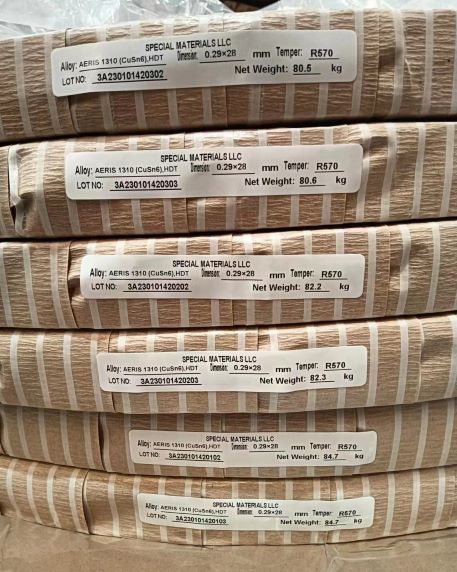 SPECIAL MATERIALS LLC
Alloy: AERIS 1310 (CuSn6),HDT Dimension: 0.29×28 mm Temper: R570
LOT NO: 3A230101420302 Net Weight: 80.5 kg
SPECIAL MATERIALS LLC
Alloy: AERIS 1310 (CuSn6),HDT Dimension: 0.29×28 mm Temper: R570
LOT NO: 3A230101420303 Net Weight: 80.6 kg
SPECIAL MATERIALS LLC
Alloy: AERIS 1310 (CuSn6),HDT Dimension: 0.29×28 mm Temper: R570
LOT NO: 3A230101420202 Net Weight: 82.2 kg
SPECIAL MATERIALS LLC
Alloy: AERIS 1310 (CuSn6),HDT Dimension: 0.29×28 mm Temper: R570
LOT NO: 3A230101420203 Net Weight: 82.3 kg
SPECIAL MATERIALS LLC
Alloy: AERIS 1310 (CuSn6),HDT Dimension: 0.29×28 mm Temper: R570
LOT NO: 3A230101420102 Net Weight: 84.7 kg
SPECIAL MATERIALS LLC
Alloy: AERIS 1310 (CuSn6),HDT Dimension: 0.29×28 mm Temper: R570
LOT NO: 3A230101420103 Net Weight: 84.7 kg